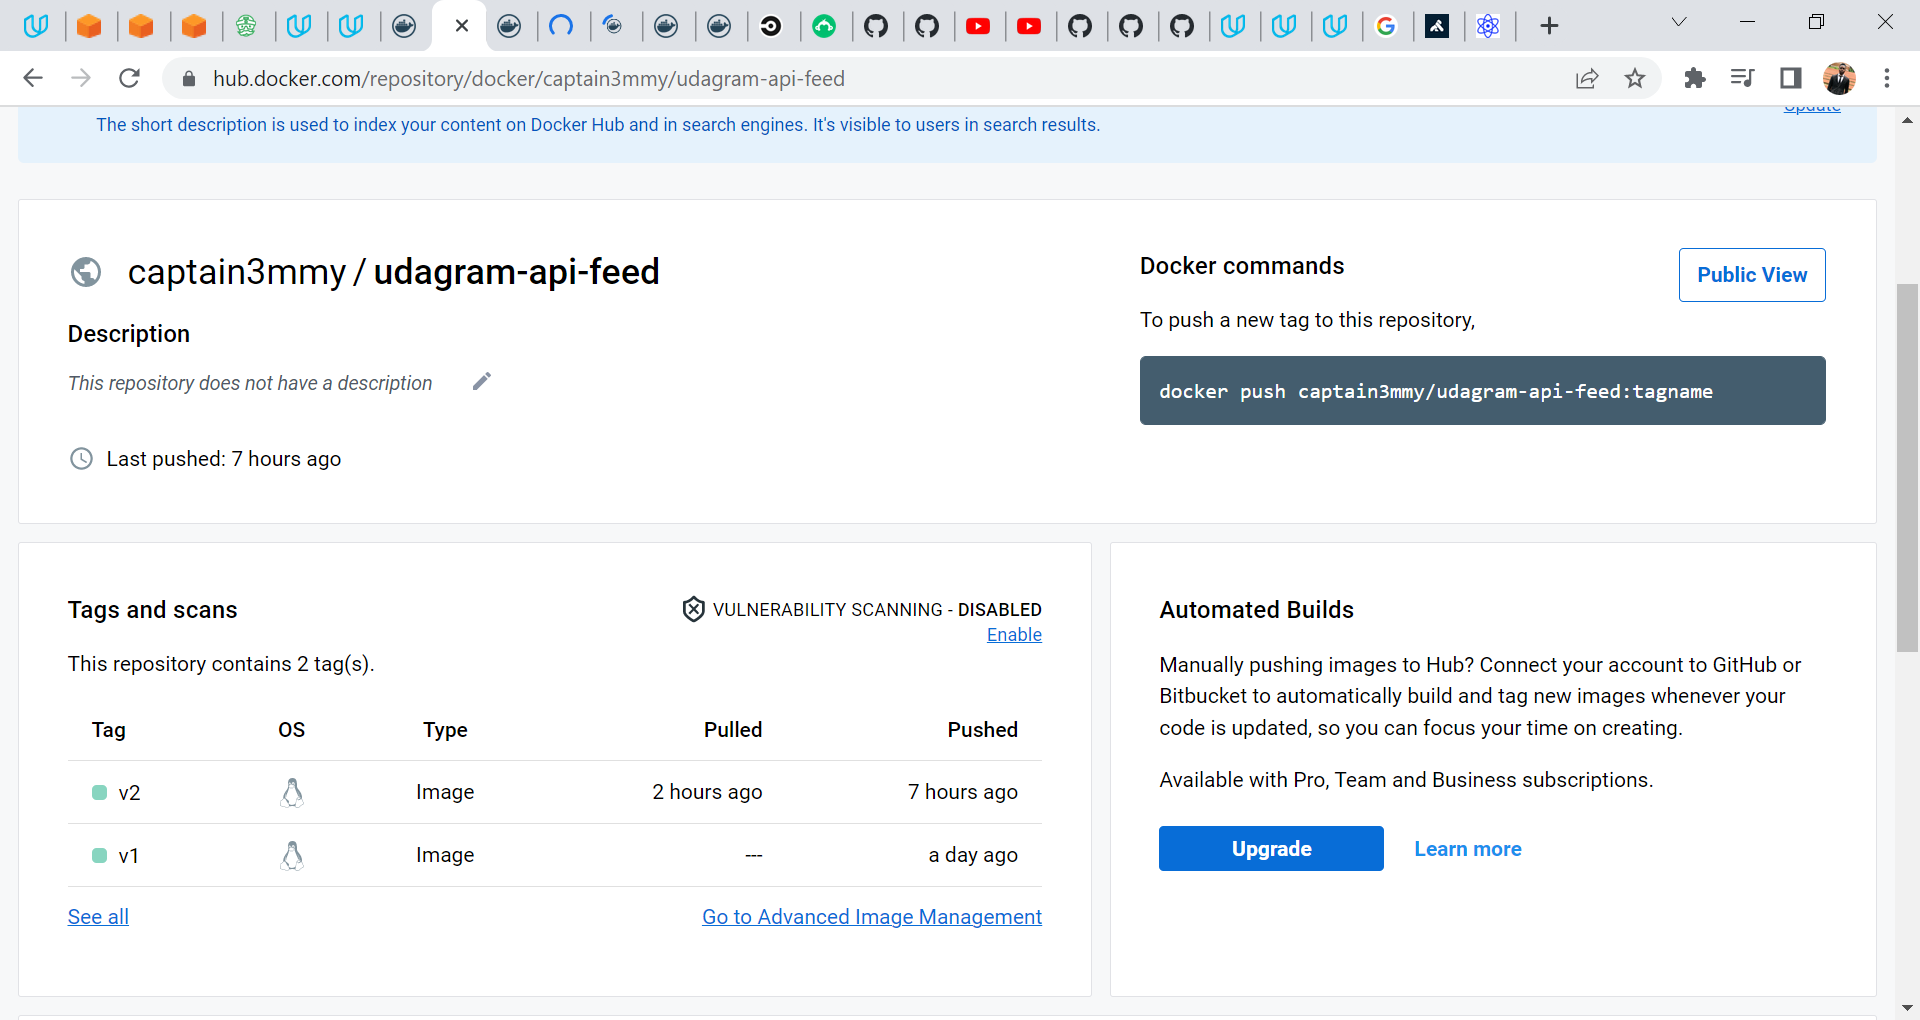 hub.docker.com/repository/docker/captain3mmy/udagram-api-feed
Update
The short description is used to index your content on Docker Hub and in search engines. It's visible to users in search results.
captain3mmy / udagram-api-feed
Description
This repository does not have a description
Last pushed: 7 hours ago
Docker commands
Public View
To push a new tag to this repository,
docker push captain3mmy/udagram-api-feed:tagname
Tags and scans
VULNERABILITY SCANNING - DISABLED
Enable
This repository contains 2 tag(s).
Tag OS Type Pulled Pushed
v2 Image 2 hours ago 7 hours ago
v1 Image --- a day ago
See all
Go to Advanced Image Management
Automated Builds
Manually pushing images to Hub? Connect your account to GitHub or
Bitbucket to automatically build and tag new images whenever your
code is updated, so you can focus your time on creating.
Available with Pro, Team and Business subscriptions.
Upgrade
Learn more